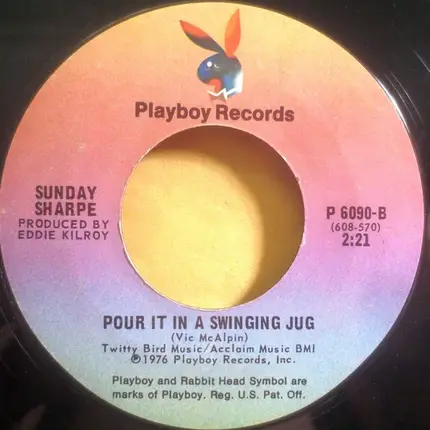 Playboy Records
SUNDAY
SHARPE
PRODUCED BY
EDDIE KILROY
P 6090-B
(608-570)
2:21
POUR IT IN A SWINGING JUG
(Vic McAlpin)
Twitty Bird Music/Acclaim Music BMI
℗1976 Playboy Records, Inc.
Playboy and Rabbit Head Symbol are
marks of Playboy. Reg. U.S. Pat. Off.